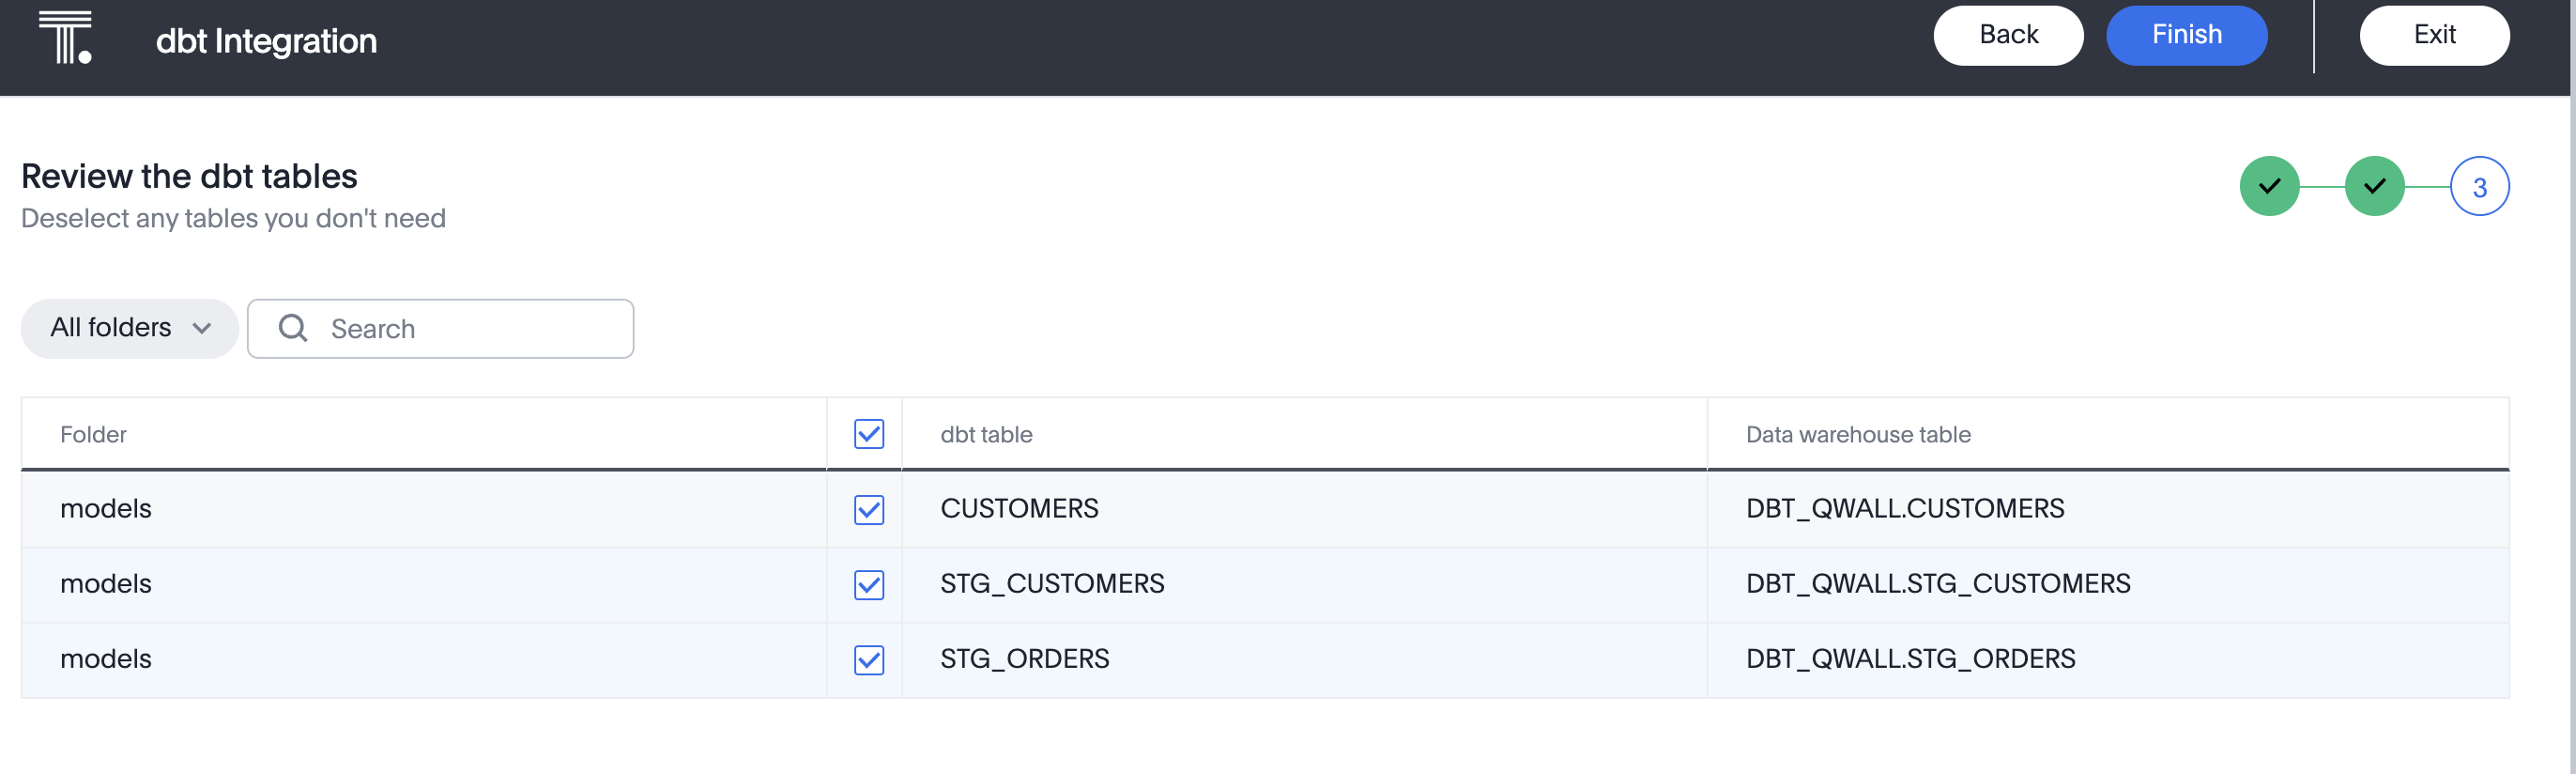 dbt Integration
Back
Finish
Exit
Review the dbt tables
Deselect any tables you don't need
3
All folders
Search
Folder dbt table Data warehouse table
models CUSTOMERS DBT_QWALL.CUSTOMERS
models STG_CUSTOMERS DBT_QWALL.STG_CUSTOMERS
models STG_ORDERS DBT_QWALL.STG_ORDERS